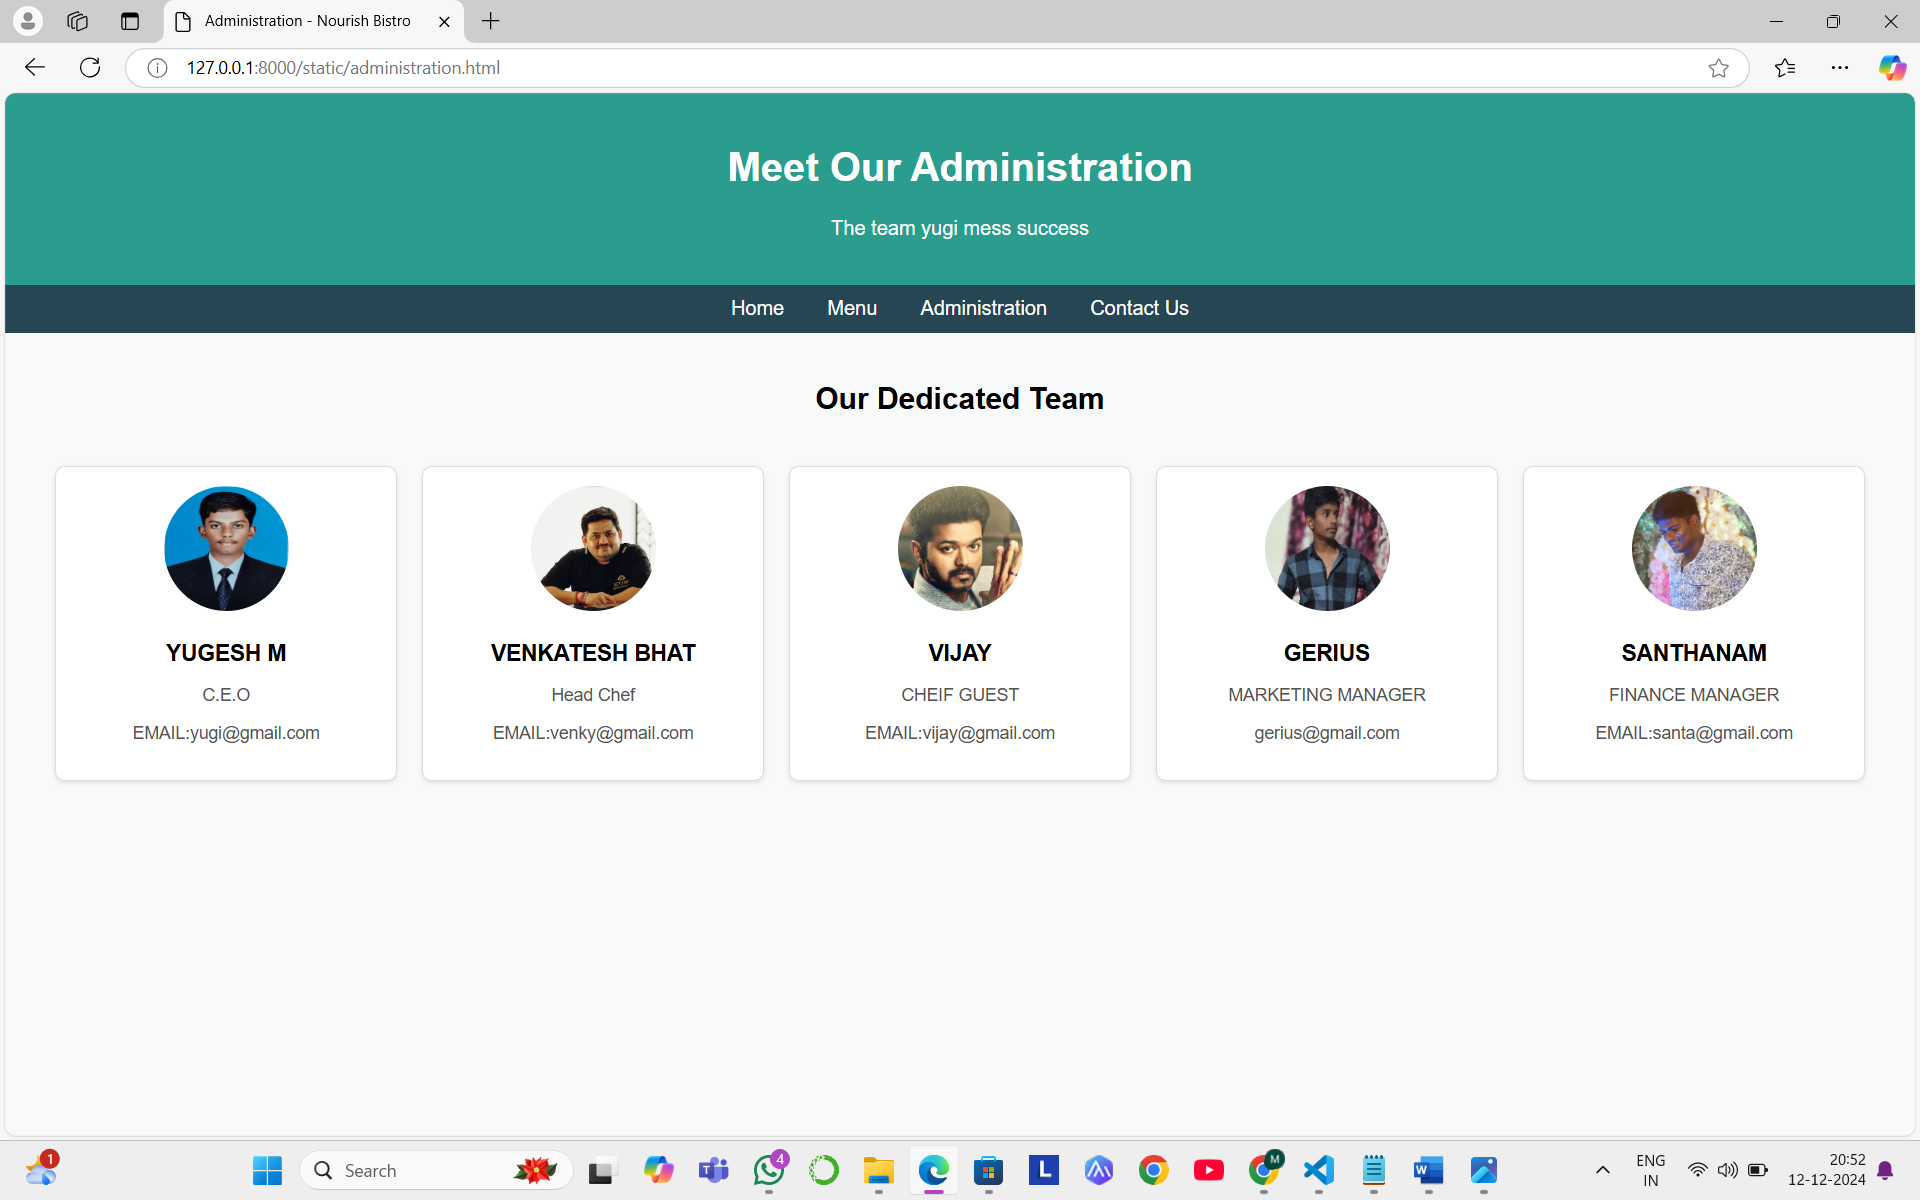 Administration - Nourish Bistro
127.0.0.1:8000/static/administration.html
Meet Our Administration
The team yugi mess success
Home Menu Administration Contact Us
Our Dedicated Team
YUGESH M
C.E.O
EMAIL:yugi@gmail.com
VENKATESH BHAT
Head Chef
EMAIL:venky@gmail.com
VIJAY
CHEIF GUEST
EMAIL:vijay@gmail.com
GERIUS
MARKETING MANAGER
gerius@gmail.com
SANTHANAM
FINANCE MANAGER
EMAIL:santa@gmail.com
1
Search
T
4
L
M
W
ENG
IN
20:52
12-12-2024